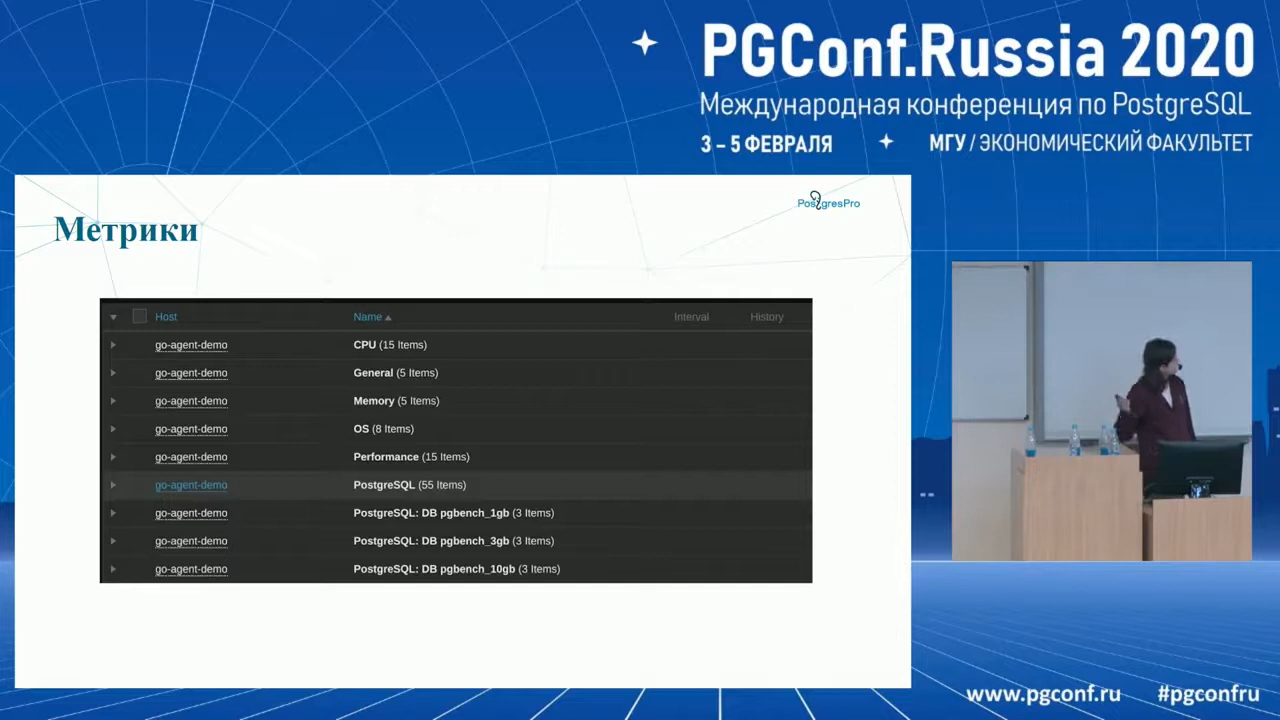 PGConf.Russia 2020
Международная конференция по PostgreSQL
3 – 5 ФЕВРАЛЯ
МГУ / ЭКОНОМИЧЕСКИЙ ФАКУЛЬТЕТ
PostgresPro
Метрики
Host Name Interval History
go-agent-demo CPU (15 Items)
go-agent-demo General (5 Items)
go-agent-demo Memory (5 Items)
go-agent-demo OS (8 Items)
go-agent-demo Performance (15 Items)
go-agent-demo PostgreSQL (55 Items)
go-agent-demo PostgreSQL: DB pgbench_1gb (3 Items)
go-agent-demo PostgreSQL: DB pgbench_3gb (3 Items)
go-agent-demo PostgreSQL: DB pgbench_10gb (3 Items)
www.pgconf.ru #pgconfru